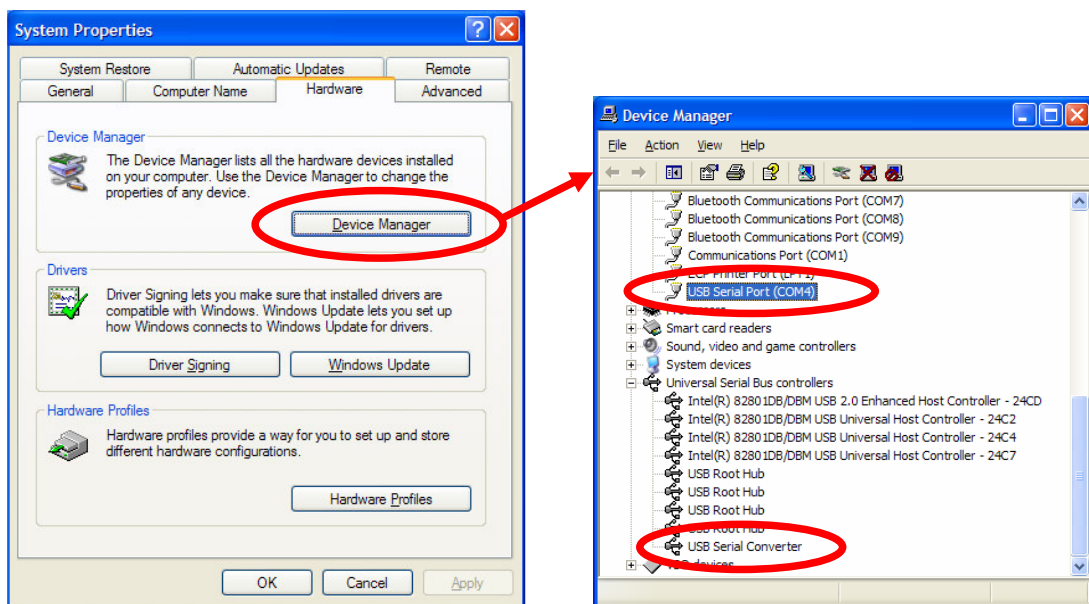 System Properties
System Restore Automatic Updates Remote
General Computer Name Hardware Advanced
Device Manager
The Device Manager lists all the hardware devices installed
on your computer. Use the Device Manager to change the
properties of any device.
Device Manager
Drivers
Driver Signing lets you make sure that installed drivers are
compatible with Windows. Windows Update lets you set up
how Windows connects to Windows Update for drivers.
Driver Signing Windows Update
Hardware Profiles
Hardware profiles provide a way for you to set up and store
different hardware configurations.
Hardware Profiles
OK Cancel Apply
Device Manager
File Action View Help
Bluetooth Communications Port (COM7)
Bluetooth Communications Port (COM8)
Bluetooth Communications Port (COM9)
Communications Port (COM1)
ECP Printer Port (LPT1)
USB Serial Port (COM4)
Processors
Smart card readers
Sound, video and game controllers
System devices
Universal Serial Bus controllers
Intel(R) 82801DB/DBM USB 2.0 Enhanced Host Controller - 24CD
Intel(R) 82801DB/DBM USB Universal Host Controller - 24C2
Intel(R) 82801DB/DBM USB Universal Host Controller - 24C4
Intel(R) 82801DB/DBM USB Universal Host Controller - 24C7
USB Root Hub
USB Root Hub
USB Root Hub
USB Root Hub
USB Serial Converter
devices